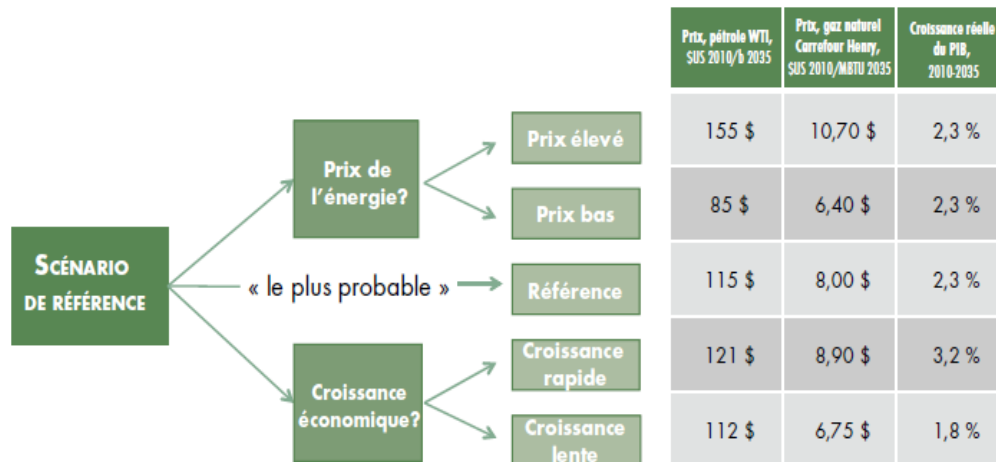 Prix, pétrole WTI,
$US 2010/b 2035
Prix, gaz naturel
Carrefour Henry,
$US 2010/MBTU 2035
Croissance réelle
du PIB,
2010-2035
Prix élevé
155 $
10,70 $
2,3 %
Prix de
l'énergie?
Prix bas
85 $
6,40 $
2,3 %
SCÉNARIO
DE RÉFÉRENCE
« le plus probable »
Référence
115 $
8,00 $
2,3 %
Croissance
rapide
121 $
8,90 $
3,2 %
Croissance
économique?
Croissance
lente
112 $
6,75 $
1,8 %